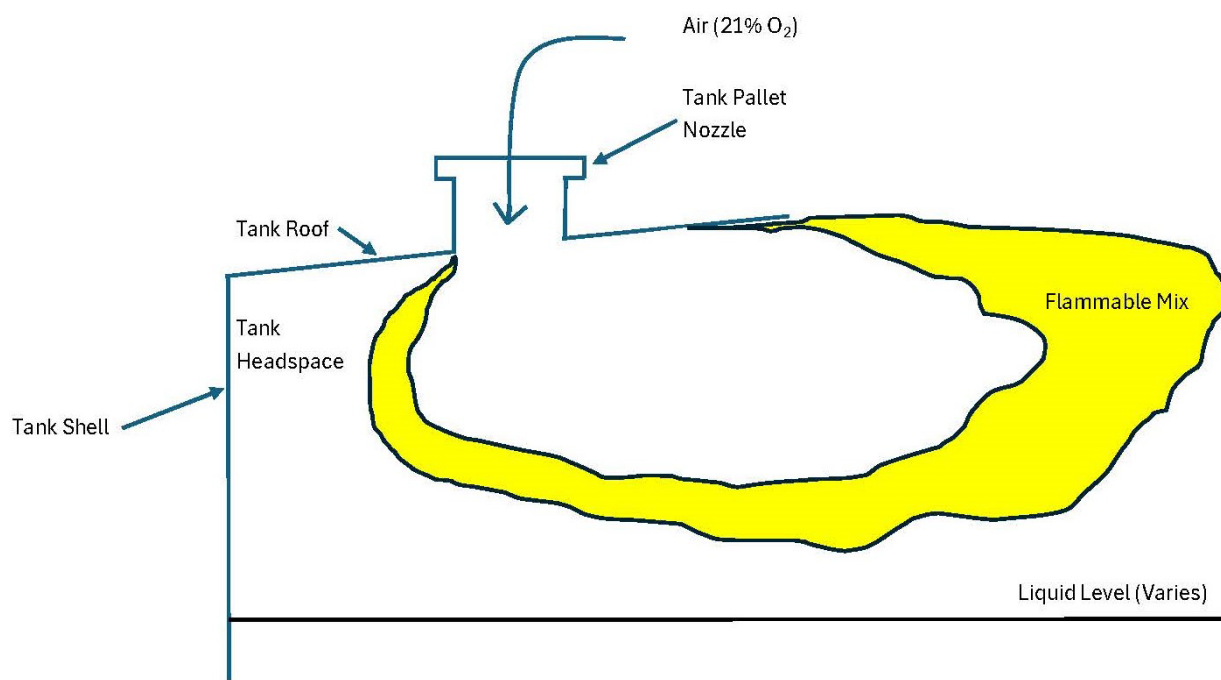 Air (21% O₂)
Tank Pallet
Nozzle
Tank Roof
Flammable Mix
Tank
Headspace
Tank Shell
Liquid Level (Varies)